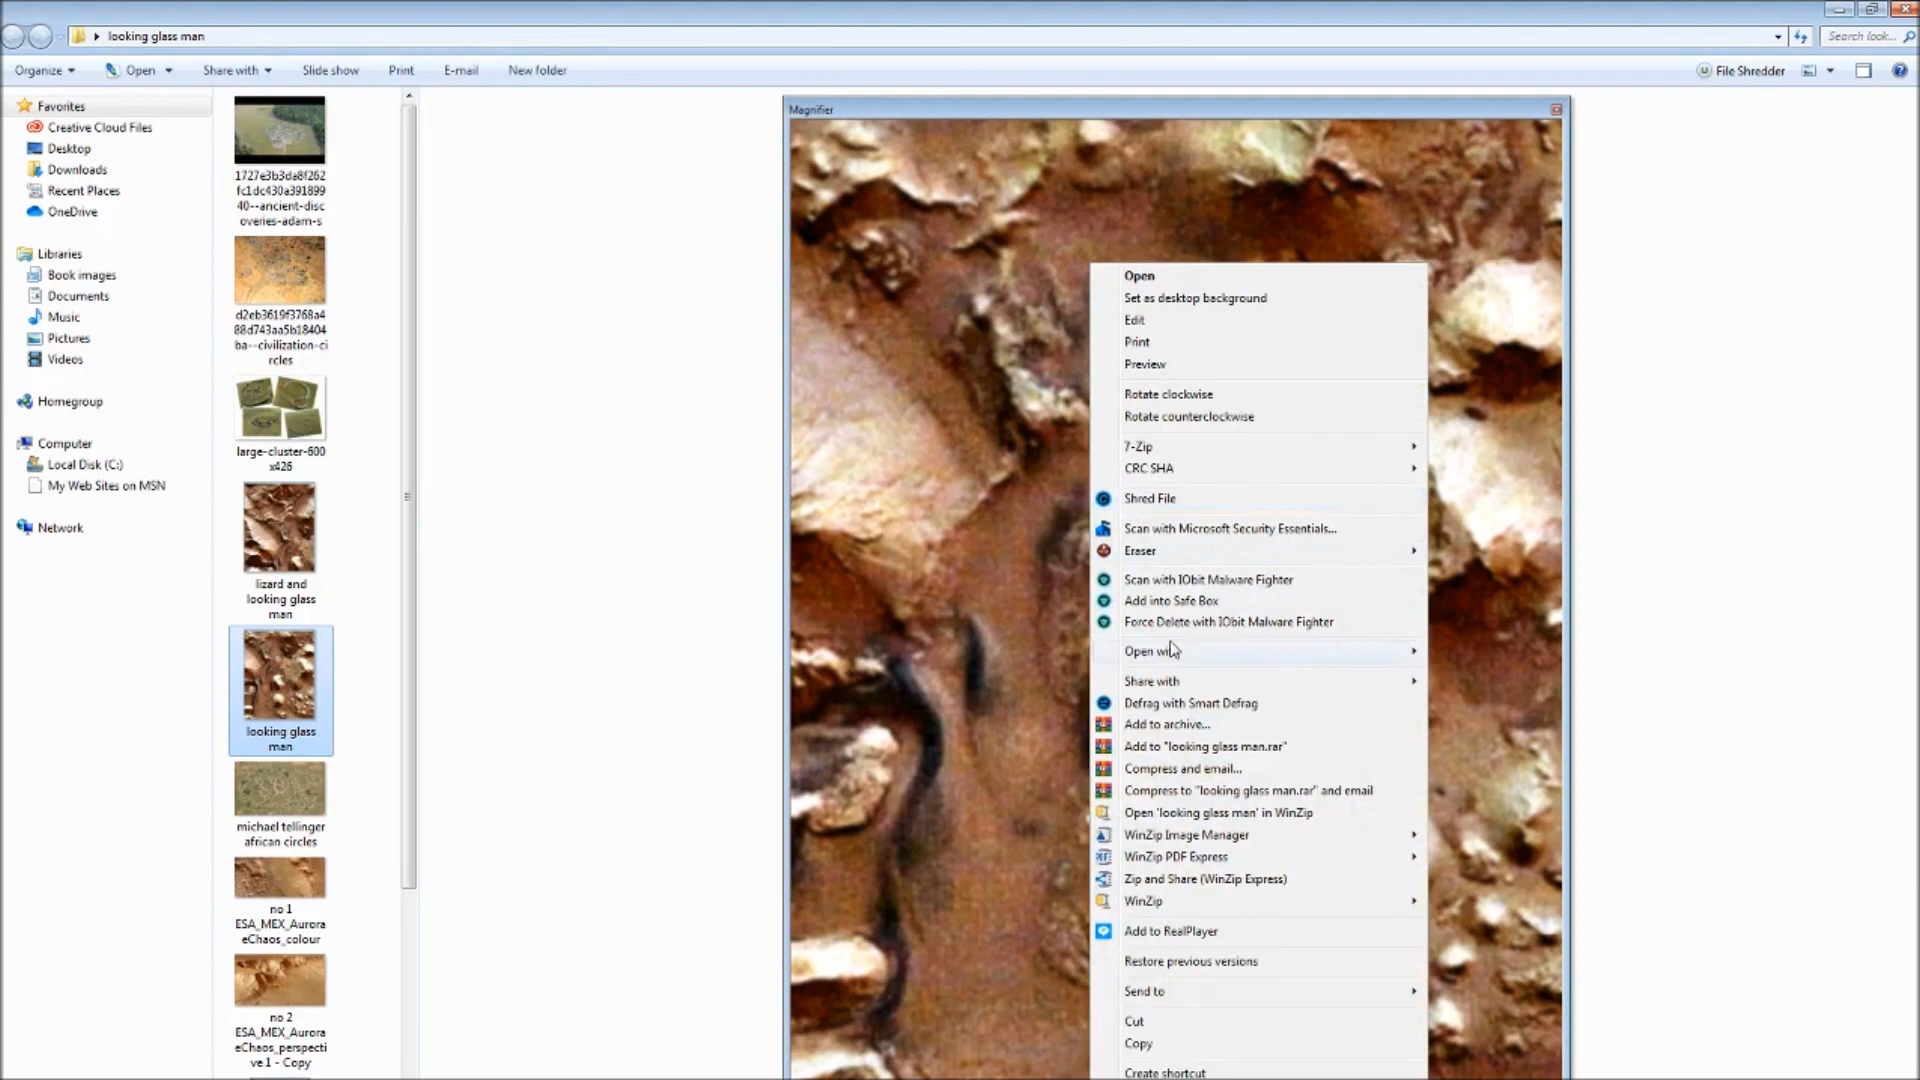 looking glass man
Search look...
Organize
Open
Share with
Slide show
Print
E-mail
New folder
File Shredder
Favorites
Creative Cloud Files
Desktop
Downloads
Recent Places
OneDrive
Libraries
Book images
Documents
Music
Pictures
Videos
Homegroup
Computer
Local Disk (C:)
My Web Sites on MSN
Network
1727e3b3da8f262
fc1dc430a391899
40--ancient-disc
overies-adam-s
d2eb3619f3768a4
88d743aa5b18404
ba--civilization-ci
rcles
large-cluster-600
x426
lizard and
looking glass
man
looking glass
man
michael tellinger
african circles
no 1
ESA_MEX_Aurora
eChaos_colour
no 2
ESA_MEX_Aurora
eChaos_perspecti
ve1 - Copy
Magnifier
Open
Set as desktop background
Edit
Print
Preview
Rotate clockwise
Rotate counterclockwise
7-Zip
CRC SHA
Shred File
Scan with Microsoft Security Essentials...
Eraser
Scan with IObit Malware Fighter
Add into Safe Box
Force Delete with IObit Malware Fighter
Open wi
Share with
Defrag with Smart Defrag
Add to archive...
Add to "looking glass man.rar"
Compress and email...
Compress to "looking glass man.rar" and email
Open 'looking glass man' in WinZip
WinZip Image Manager
WinZip PDF Express
Zip and Share (WinZip Express)
WinZip
Add to RealPlayer
Restore previous versions
Send to
Cut
Copy
Create shortcut